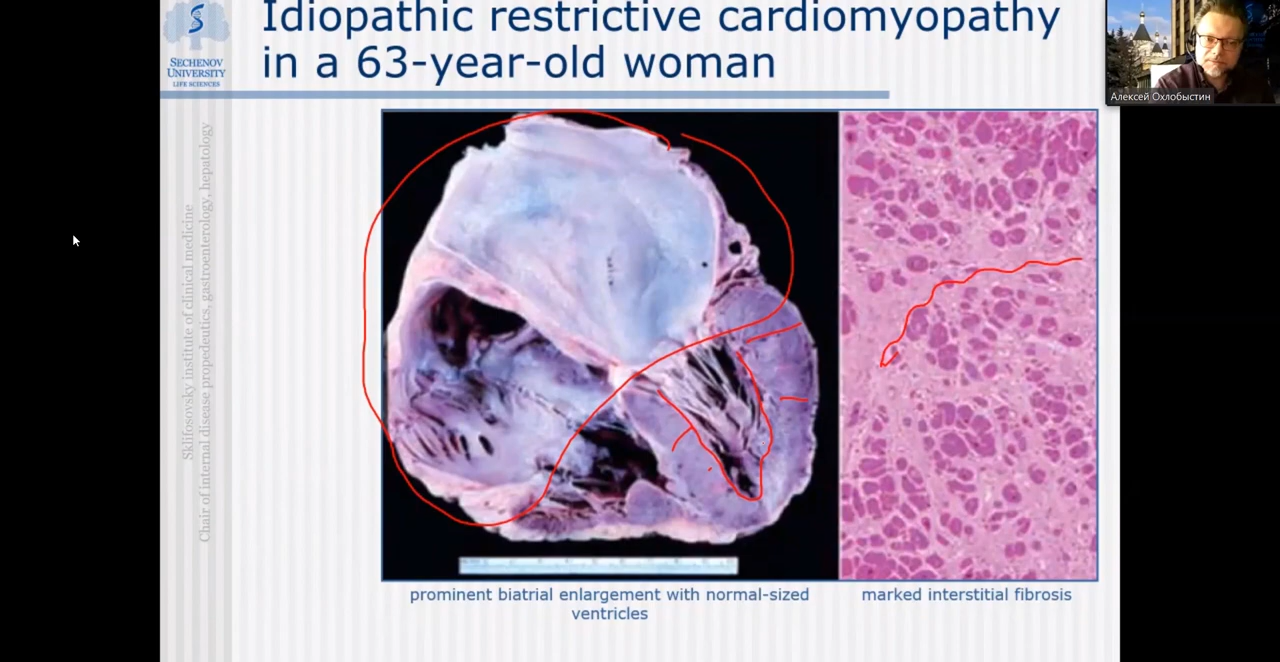 Idiopathic restrictive cardiomyopathy
in a 63-year-old woman
SECHENOV
UNIVERSITY
LIFE SCIENCES
Sklifosovsky institute of clinical medicine
Chair of internal disease propedeutics, gastroenterology, hepatology
Алексей Охлобыстин
prominent biatrial enlargement with normal-sized
ventricles
marked interstitial fibrosis